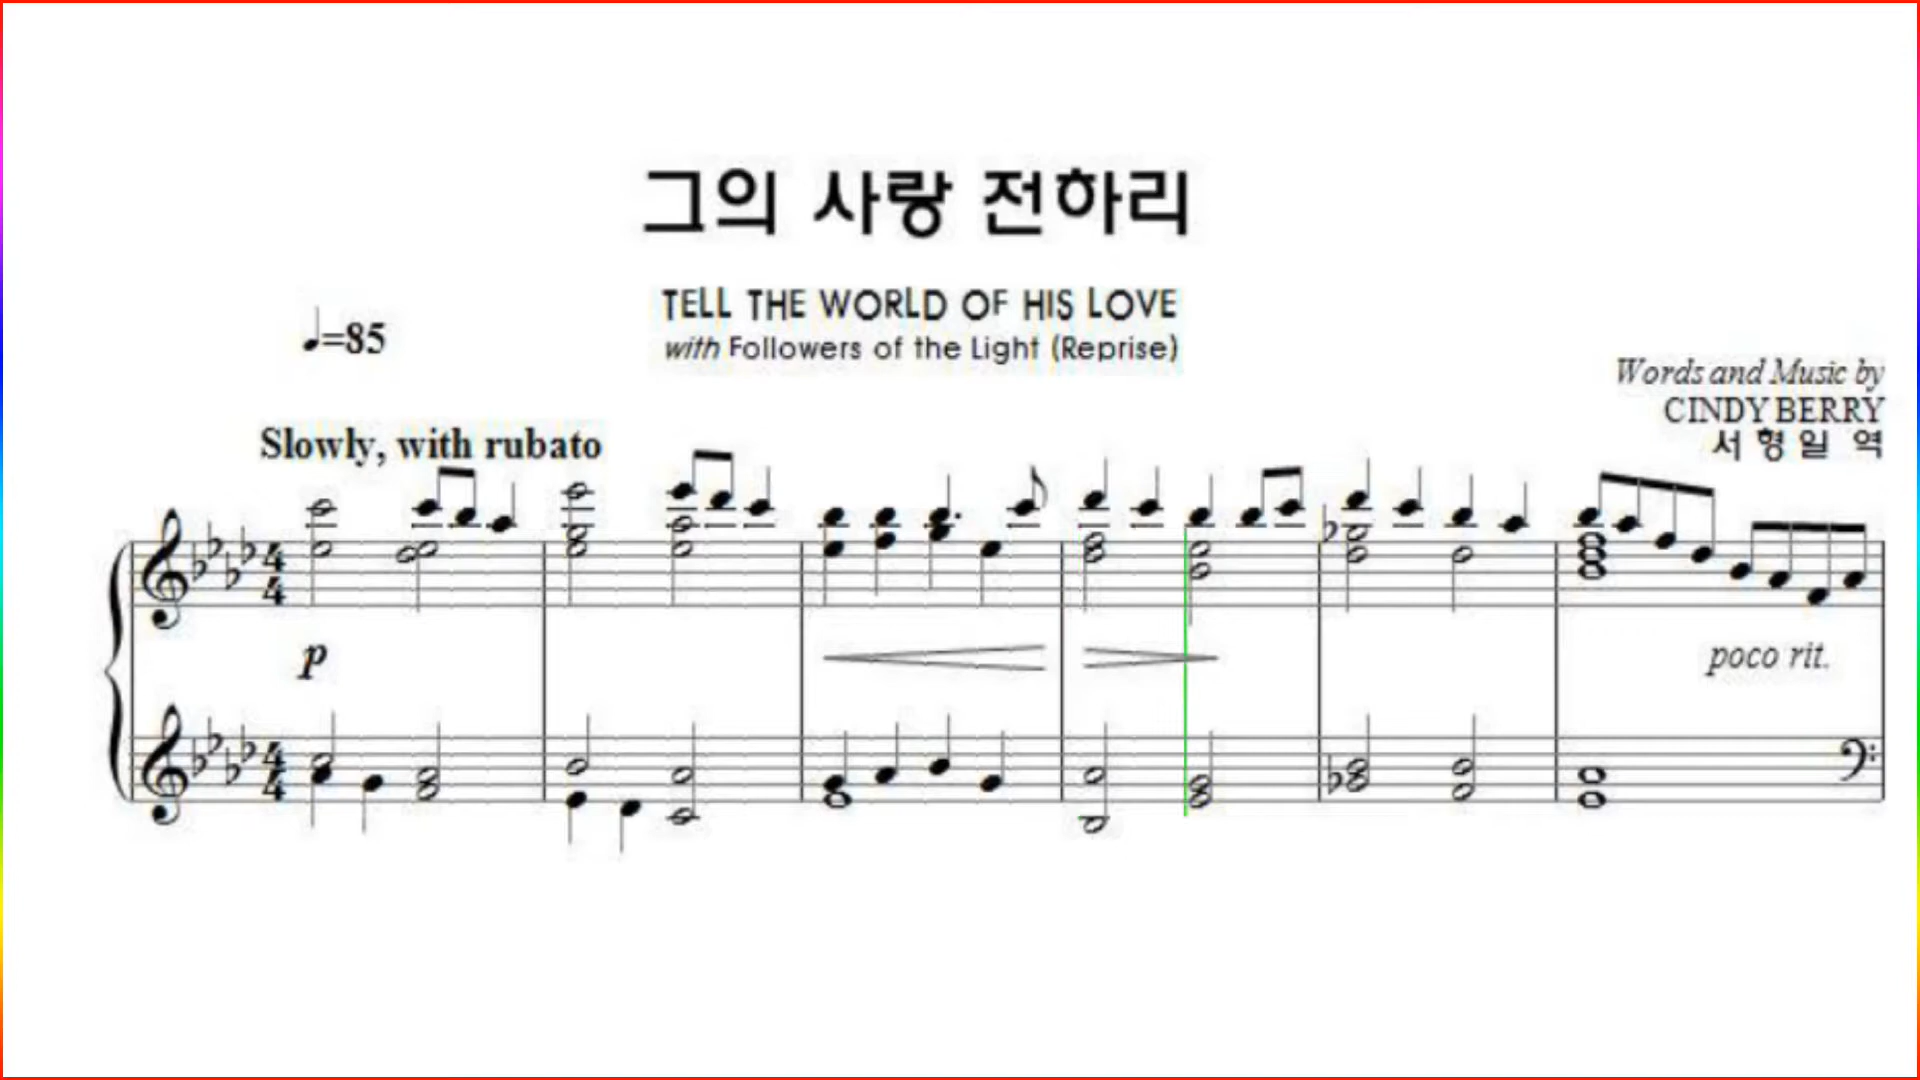 그의 사랑 전하리
TELL THE WORLD OF HIS LOVE
with Followers of the Light (Reprise)
♩=85
Words and Music by
CINDY BERRY
서 형 일 역
Slowly, with rubato
p
poco rit.